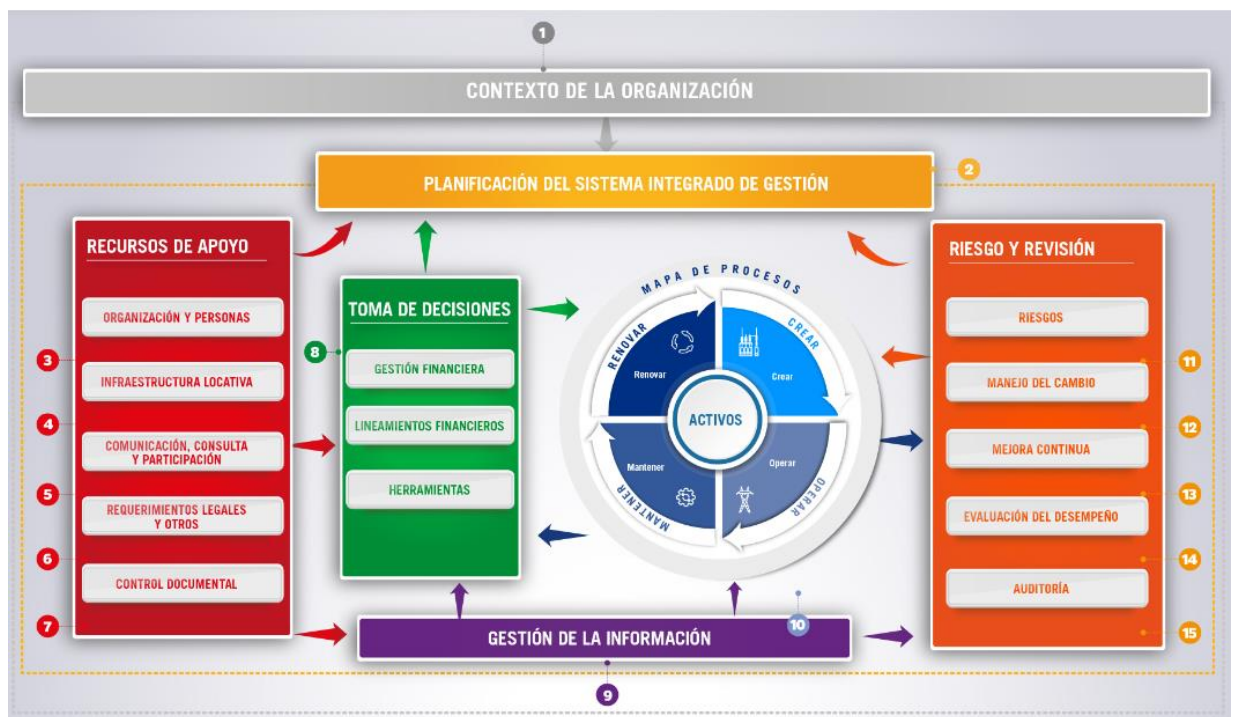 1
CONTEXTO DE LA ORGANIZACIÓN
PLANIFICACIÓN DEL SISTEMA INTEGRADO DE GESTIÓN
2
RECURSOS DE APOYO
ORGANIZACIÓN Y PERSONAS
3
INFRAESTRUCTURA LOCATIVA
4
COMUNICACIÓN, CONSULTA
Y PARTICIPACIÓN
5
REQUERIMIENTOS LEGALES
Y OTROS
6
CONTROL DOCUMENTAL
7
TOMA DE DECISIONES
8
GESTIÓN FINANCIERA
LINEAMIENTOS FINANCIEROS
HERRAMIENTAS
MAPA DE PROCESOS
RENOVAR
CREAR
Renovar
Crear
ACTIVOS
Mantener
Operar
MANTENER
OPERAR
10
GESTIÓN DE LA INFORMACIÓN
9
RIESGO Y REVISIÓN
RIESGOS
11
MANEJO DEL CAMBIO
12
MEJORA CONTINUA
13
EVALUACIÓN DEL DESEMPEÑO
14
AUDITORÍA
15